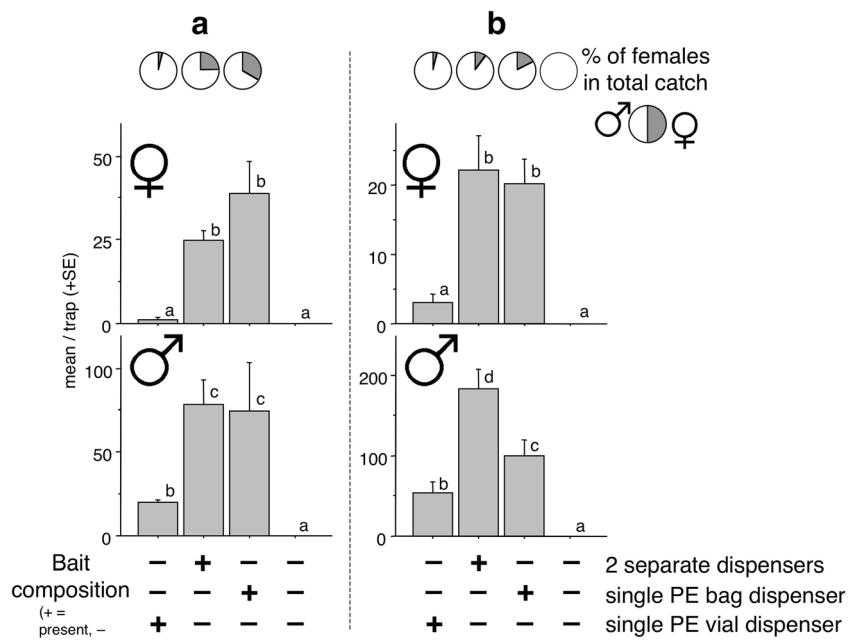 a
b
% of females
in total catch
♂ ♀
♀
♀
50
25
0
a
b
b
a
20
10
0
a
b
b
a
mean / trap (+SE)
♂
♂
100
50
0
b
c
c
a
200
100
0
b
d
c
a
Bait − + − − − + − − 2 separate dispensers
composition − − + − − − + − single PE bag dispenser
(+ =
present, − + − − − + − − − single PE vial dispenser